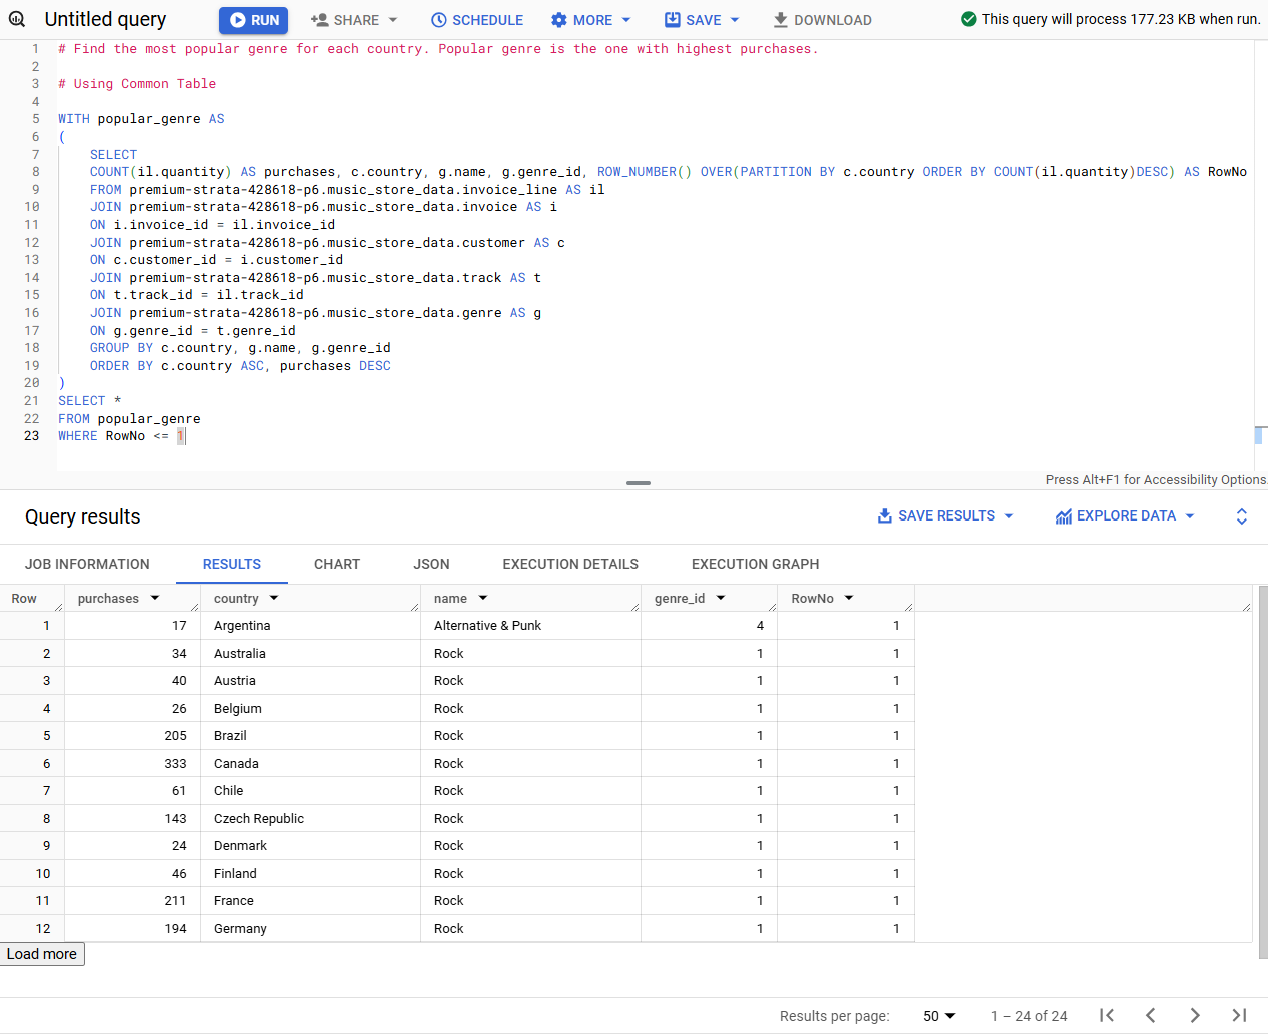 Untitled query RUN SHARE SCHEDULE MORE SAVE DOWNLOAD This query will process 177.23 KB when run.
1 # Find the most popular genre for each country. Popular genre is the one with highest purchases.
2
3 # Using Common Table
4
5 WITH popular_genre AS
6 (
7 SELECT
8 COUNT(il.quantity) AS purchases, c.country, g.name, g.genre_id, ROW_NUMBER() OVER(PARTITION BY c.country ORDER BY COUNT(il.quantity)DESC) AS RowNo
9 FROM premium-strata-428618-p6.music_store_data.invoice_line AS il
10 JOIN premium-strata-428618-p6.music_store_data.invoice AS i
11 ON i.invoice_id = il.invoice_id
12 JOIN premium-strata-428618-p6.music_store_data.customer AS c
13 ON c.customer_id = i.customer_id
14 JOIN premium-strata-428618-p6.music_store_data.track AS t
15 ON t.track_id = il.track_id
16 JOIN premium-strata-428618-p6.music_store_data.genre AS g
17 ON g.genre_id = t.genre_id
18 GROUP BY c.country, g.name, g.genre_id
19 ORDER BY c.country ASC, purchases DESC
20 )
21 SELECT *
22 FROM popular_genre
23 WHERE RowNo <= 1
Press Alt+F1 for Accessibility Options.
Query results SAVE RESULTS EXPLORE DATA
JOB INFORMATION RESULTS CHART JSON EXECUTION DETAILS EXECUTION GRAPH
Row purchases country name genre_id RowNo
1 17 Argentina Alternative & Punk 4 1
2 34 Australia Rock 1 1
3 40 Austria Rock 1 1
4 26 Belgium Rock 1 1
5 205 Brazil Rock 1 1
6 333 Canada Rock 1 1
7 61 Chile Rock 1 1
8 143 Czech Republic Rock 1 1
9 24 Denmark Rock 1 1
10 46 Finland Rock 1 1
11 211 France Rock 1 1
12 194 Germany Rock 1 1
Load more
Results per page: 50 1 – 24 of 24